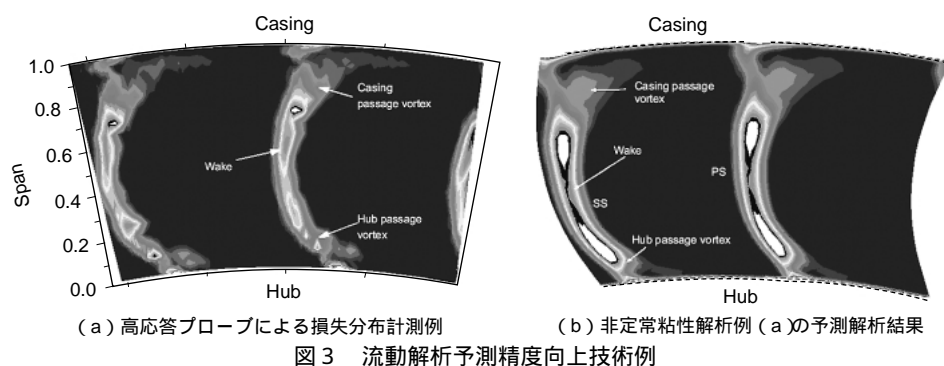 Casing
1.0
0.8
0.6
0.4
0.2
0.0
Span
Casing
passage vortex
Wake
Hub passage
vortex
Hub
(a)高応答プローブによる損失分布計測例
Casing
Casing passage
vortex
Wake
PS
SS
Hub passage vortex
Hub
(b)非定常粘性解析例(a)の予測解析結果
図3 流動解析予測精度向上技術例